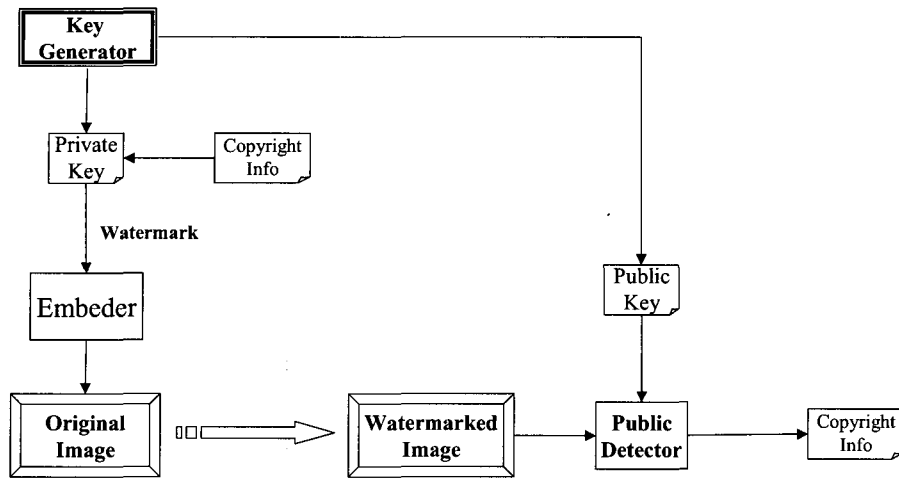 Key
Generator
Private
Key
Copyright
Info
Watermark
Embeder
Public
Key
Original
Image
Watermarked
Image
Public
Detector
Copyright
Info